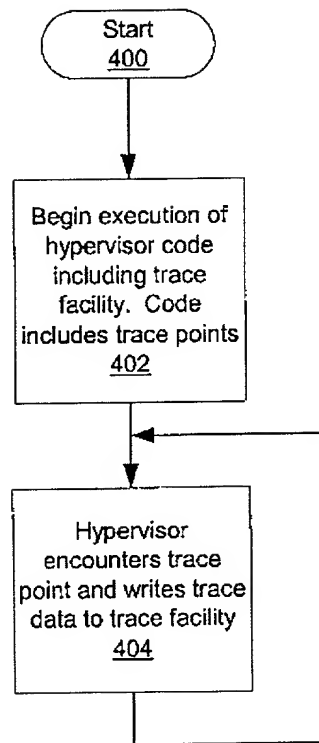 Start
400
Begin execution of
hypervisor code
including trace
facility. Code
includes trace points
402
Hypervisor
encounters trace
point and writes trace
data to trace facility
404